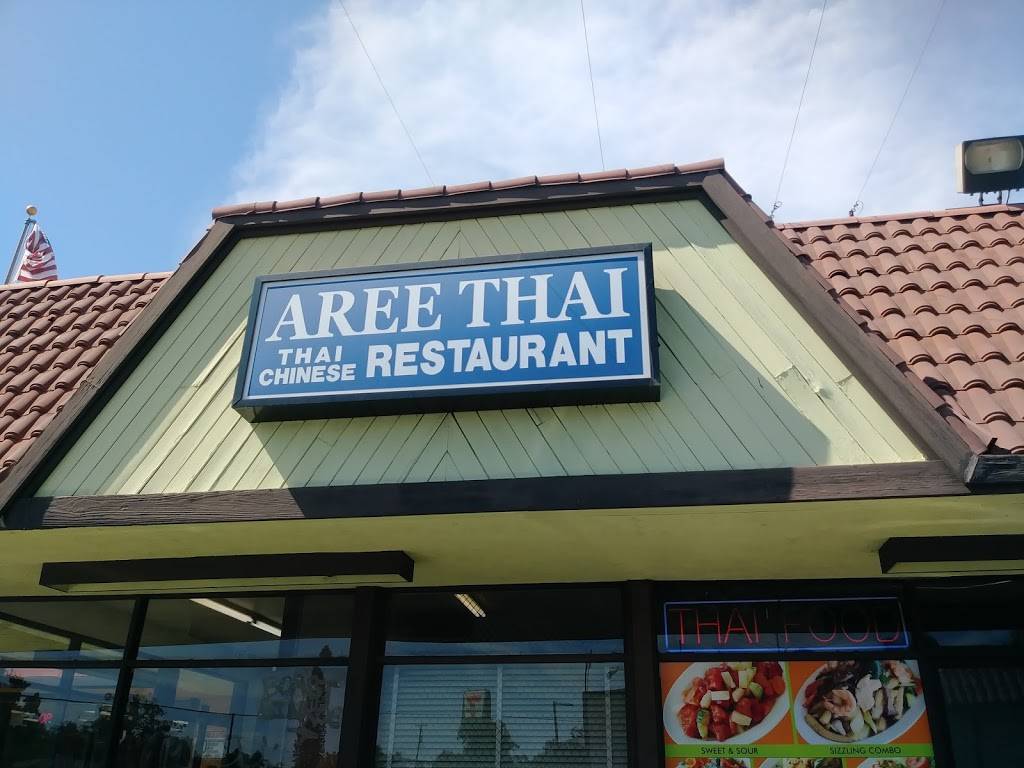 AREE THAI
THAI
CHINESE RESTAURANT
THAI FOOD
SWEET & SOUR
SIZZLING COMBO